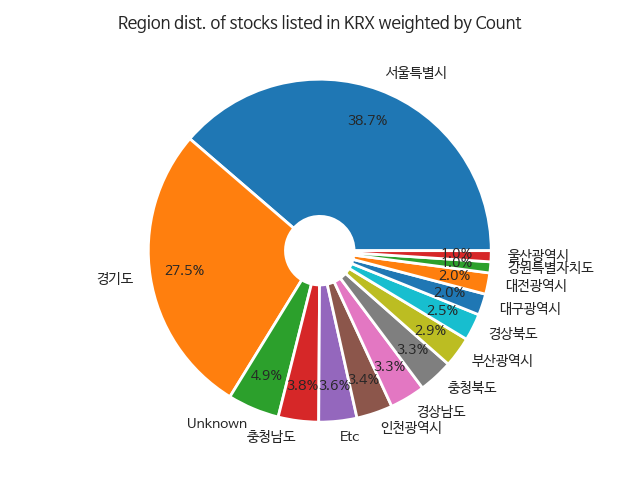 Region dist. of stocks listed in KRX weighted by Count
서울특별시
38.7%
경기도
27.5%
Unknown
4.9%
충청남도
3.8%
Etc
3.6%
인천광역시
3.4%
경상남도
3.3%
충청북도
3.3%
부산광역시
2.9%
경상북도
2.5%
대구광역시
2.0%
대전광역시
2.0%
강원특별자치도
1.0%
울산광역시
1.0%